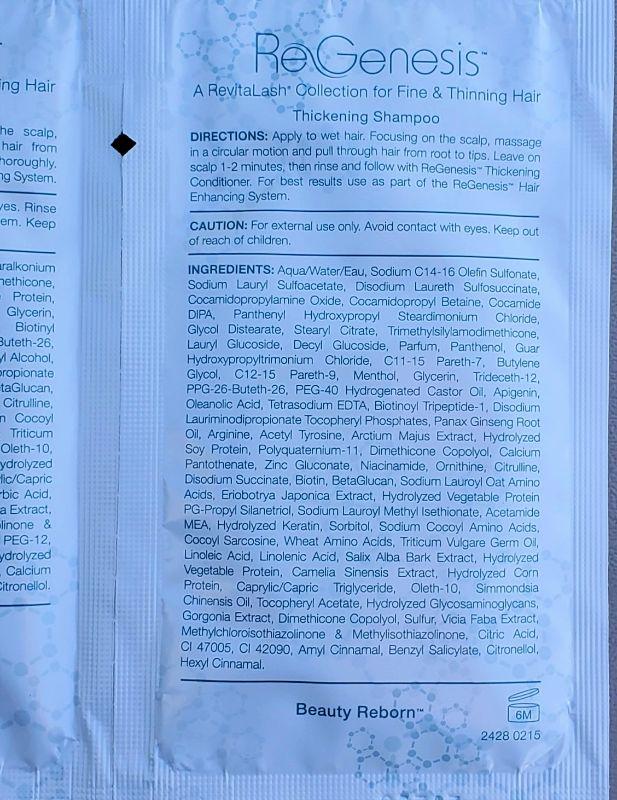 ReGenesis™
A RevitaLash® Collection for Fine & Thinning Hair
Thickening Shampoo
DIRECTIONS: Apply to wet hair. Focusing on the scalp, massage
in a circular motion and pull through hair from root to tips. Leave on
scalp 1-2 minutes, then rinse and follow with ReGenesis™ Thickening
Conditioner. For best results use as part of the ReGenesis™ Hair
Enhancing System.
CAUTION: For external use only. Avoid contact with eyes. Keep out
of reach of children.
INGREDIENTS: Aqua/Water/Eau, Sodium C14-16 Olefin Sulfonate,
Sodium Lauryl Sulfoacetate, Disodium Laureth Sulfosuccinate,
Cocamidopropylamine Oxide, Cocamidopropyl Betaine, Cocamide
DIPA, Panthenyl Hydroxypropyl Steardimonium Chloride,
Glycol Distearate, Stearyl Citrate, Trimethylsilylamodimethicone,
Lauryl Glucoside, Decyl Glucoside, Parfum, Panthenol, Guar
Hydroxypropyltrimonium Chloride, C11-15 Pareth-7, Butylene
Glycol, C12-15 Pareth-9, Menthol, Glycerin, Trideceth-12,
PPG-26-Buteth-26, PEG-40 Hydrogenated Castor Oil, Apigenin,
Oleanolic Acid, Tetrasodium EDTA, Biotinoyl Tripeptide-1, Disodium
Lauriminodipropionate Tocopheryl Phosphates, Panax Ginseng Root
Oil, Arginine, Acetyl Tyrosine, Arctium Majus Extract, Hydrolyzed
Soy Protein, Polyquaternium-11, Dimethicone Copolyol, Calcium
Pantothenate, Zinc Gluconate, Niacinamide, Ornithine, Citrulline,
Disodium Succinate, Biotin, BetaGlucan, Sodium Lauroyl Oat Amino
Acids, Eriobotrya Japonica Extract, Hydrolyzed Vegetable Protein
PG-Propyl Silanetriol, Sodium Lauroyl Methyl Isethionate, Acetamide
MEA, Hydrolyzed Keratin, Sorbitol, Sodium Cocoyl Amino Acids,
Cocoyl Sarcosine, Wheat Amino Acids, Triticum Vulgare Germ Oil,
Linoleic Acid, Linolenic Acid, Salix Alba Bark Extract, Hydrolyzed
Vegetable Protein, Camelia Sinensis Extract, Hydrolyzed Corn
Protein, Caprylic/Capric Triglyceride, Oleth-10, Simmondsia
Chinensis Oil, Tocopheryl Acetate, Hydrolyzed Glycosaminoglycans,
Gorgonia Extract, Dimethicone Copolyol, Sulfur, Vicia Faba Extract,
Methylchloroisothiazolinone & Methylisothiazolinone, Citric Acid,
CI 47005, CI 42090, Amyl Cinnamal, Benzyl Salicylate, Citronellol,
Hexyl Cinnamal.
Beauty Reborn™
6M
2428 0215